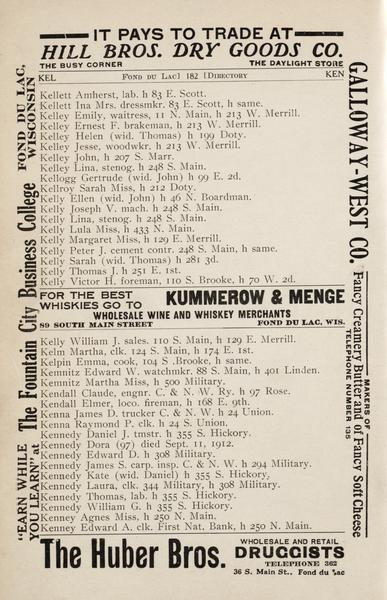 IT PAYS TO TRADE AT
HILL BROS. DRY GOODS CO.
THE BUSY CORNER THE DAYLIGHT STORE
KEL FOND DU LAC] 182 [DIRECTORY KEN
Kellett Amherst, lab. h 83 E. Scott.
Kellett Ina Mrs. dressmkr. 83 E. Scott, h same.
Kelley Emily, waitress, 11 N. Main, h 213 W. Merrill.
Kelley Ernest F. brakeman, h 213 W. Merrill.
Kelley Helen (wid. Thomas) h 199 Doty.
Kelley Jesse, woodwkr. h 213 W. Merrill.
Kelley John, h 207 S. Marr.
Kelley Lina, stenog. h 248 S. Main.
Kellogg Gertrude (wid. John) h 99 E. 2d.
Kellroy Sarah Miss, h 212 Doty.
Kelly Ellen (wid. John) h 46 N. Boardman.
Kelly Joseph V. mach. h 248 S. Main.
Kelly Lina, stenog. h 248 S. Main.
Kelly Lula Miss, h 433 N. Main.
Kelly Margaret Miss, h 129 E. Merrill.
Kelly Peter J. cement contr. 248 S. Main, h same.
Kelly Sarah (wid. Thomas) h 281 3d.
Kelly Thomas J. h 251 E. 1st.
Kelly Victor H. foreman, 110 S. Brooke, h 70 W. 2d.
FOR THE BEST
WHISKIES GO TO KUMMEROW & MENGE
WHOLESALE WINE AND WHISKEY MERCHANTS
89 SOUTH MAIN STREET FOND DU LAC, WIS.
Kelly William J. sales. 110 S. Main, h 129 E. Merrill.
Kelm Martha, clk. 124 S. Main, h 174 E. 1st.
Kelpin Emma, cook, 104 S. Brooke, h same.
Kemnitz Edward W. watchmkr. 88 S. Main, h 401 Linden.
Kemnitz Martha Miss, h 500 Military.
Kendall Claude, engnr. C. & N. W. Ry. h 97 Rose.
Kendall Elmer, loco. fireman, h 168 E. 9th.
Kenna James D. trucker C. & N. W. h 24 Union.
Kenna Raymond P. clk. h 24 S. Union.
Kennedy Daniel J. tmstr. h 355 S. Hickory.
Kennedy Dora (97) died Sept. 11, 1912.
Kennedy Edward D. h 308 Military.
Kennedy James S. carp. insp. C. & N. W. h 294 Military.
Kennedy Kate (wid. Daniel) h 355 S. Hickory.
Kennedy Laura, clk. 344 Military, h 308 Military.
Kennedy Thomas, lab. h 355 S. Hickory.
Kennedy William G. h 355 S. Hickory.
Kenney Agnes Miss, h 250 N. Main.
Kenney Edward A. clk. First Nat, Bank, h 250 N. Main.
The Huber Bros. WHOLESALE AND RETAIL
DRUGGISTS
TELEPHONE 362
36 S. Main St., Fond du Lac
"EARN WHILE
YOU LEARN" at The Fountain City Business College FOND DU LAC,
WISCONSIN
GALLOWAY-WEST CO. MAKERS OF
Fancy Creamery Butter and of Fancy Soft Cheese
TELEPHONE NUMBER 135